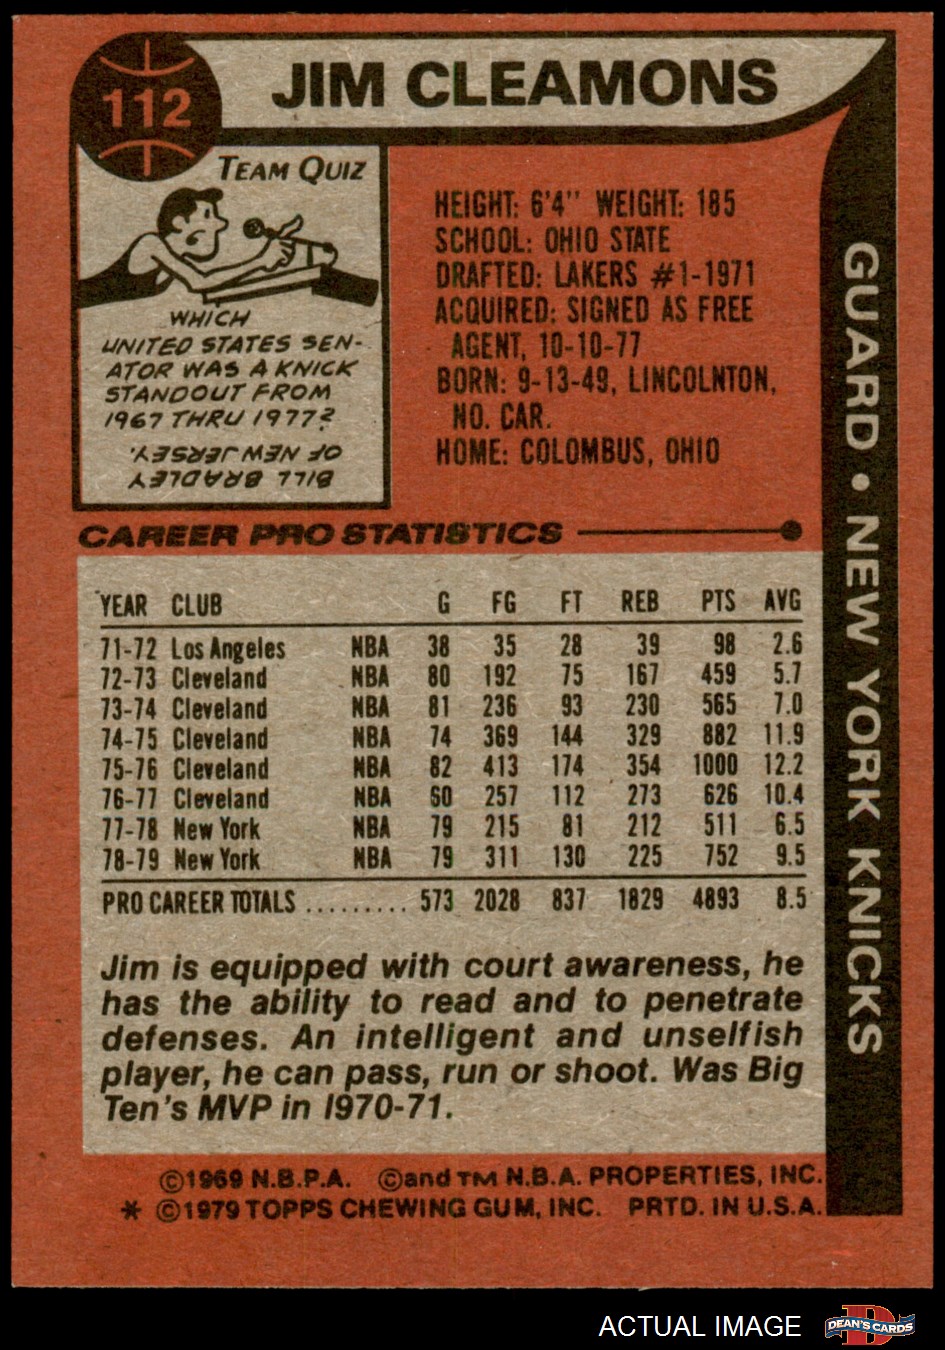 112
JIM CLEAMONS
TEAM QUIZ
WHICH
UNITED STATES SEN-
ATOR WAS A KNICK
STANDOUT FROM
1967 THRU 1977?
BILL BRADLEY
OF NEW JERSEY.
HEIGHT: 6'4" WEIGHT: 185
SCHOOL: OHIO STATE
DRAFTED: LAKERS #1-1971
ACQUIRED: SIGNED AS FREE
AGENT, 10-10-77
BORN: 9-13-49, LINCOLNTON,
NO. CAR.
HOME: COLOMBUS, OHIO
GUARD • NEW YORK KNICKS
CAREER PRO STATISTICS
YEAR CLUB G FG FT REB PTS AVG
71-72 Los Angeles NBA 38 35 28 39 98 2.6
72-73 Cleveland NBA 80 192 75 167 459 5.7
73-74 Cleveland NBA 81 236 93 230 565 7.0
74-75 Cleveland NBA 74 369 144 329 882 11.9
75-76 Cleveland NBA 82 413 174 354 1000 12.2
76-77 Cleveland NBA 60 257 112 273 626 10.4
77-78 New York NBA 79 215 81 212 511 6.5
78-79 New York NBA 79 311 130 225 752 9.5
PRO CAREER TOTALS ......... 573 2028 837 1829 4893 8.5
Jim is equipped with court awareness, he
has the ability to read and to penetrate
defenses. An intelligent and unselfish
player, he can pass, run or shoot. Was Big
Ten's MVP in 1970-71.
©1969 N.B.P.A. ©and TM N.B.A. PROPERTIES, INC.
* ©1979 TOPPS CHEWING GUM, INC. PRTD. IN U.S.A.
ACTUAL IMAGE
D
DEAN'S CARDS